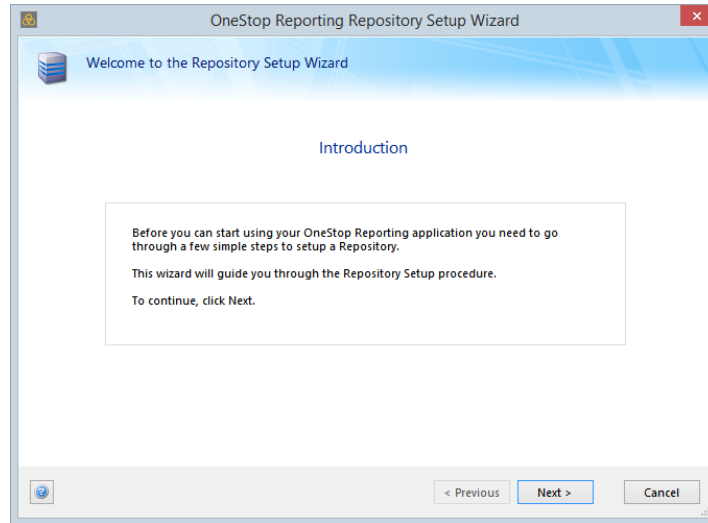 OneStop Reporting Repository Setup Wizard
Welcome to the Repository Setup Wizard
Introduction
Before you can start using your OneStop Reporting application you need to go
through a few simple steps to setup a Repository.
This wizard will guide you through the Repository Setup procedure.
To continue, click Next.
< Previous Next > Cancel